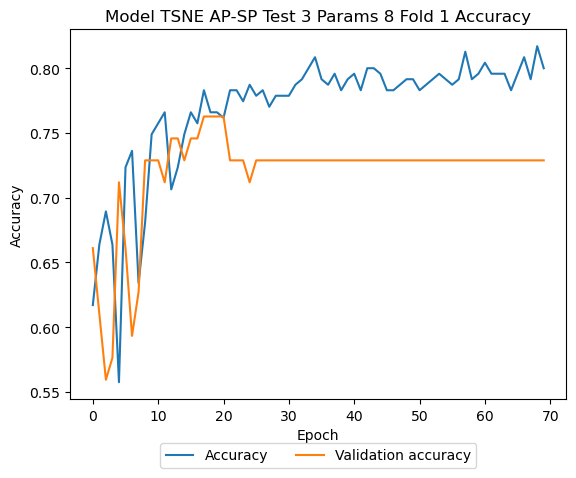 Model TSNE AP-SP Test 3 Params 8 Fold 1 Accuracy
0.80
0.75
0.70
0.65
0.60
0.55
Accuracy
0 10 20 30 40 50 60 70
Epoch
Accuracy Validation accuracy